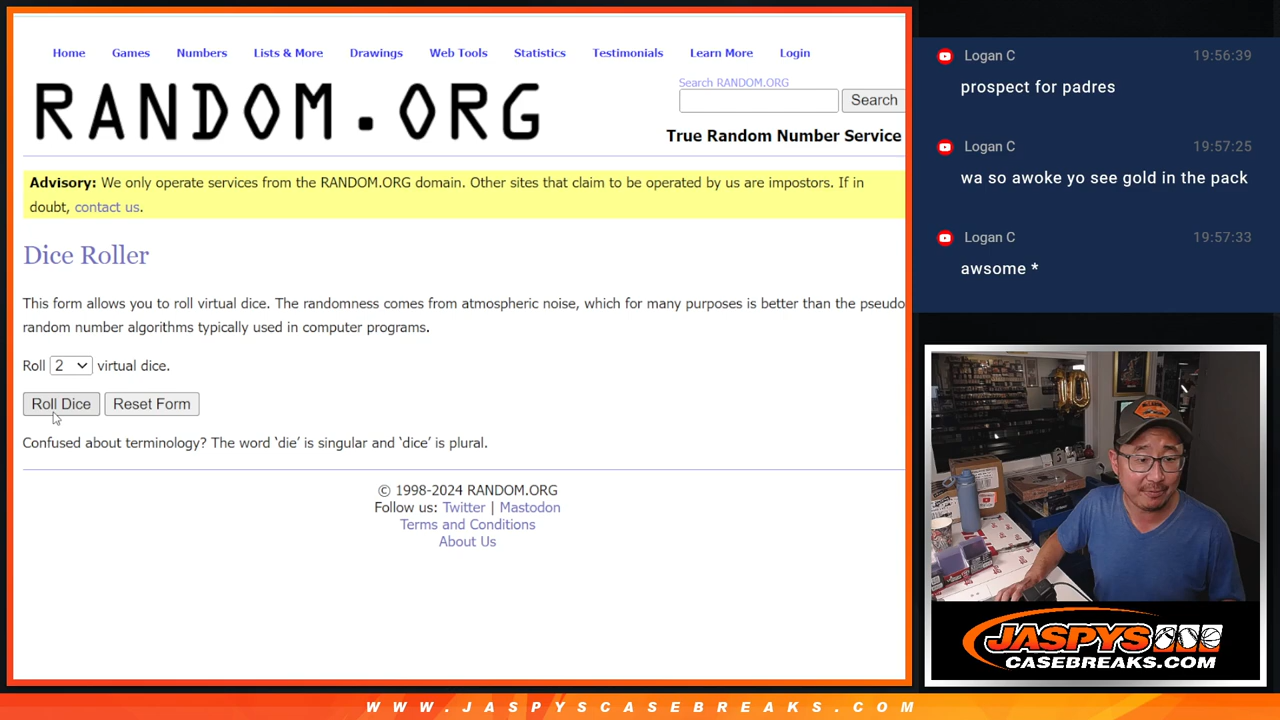 Home Games Numbers Lists & More Drawings Web Tools Statistics Testimonials Learn More Login
RANDOM.ORG
Search RANDOM.ORG
Search
True Random Number Service
Advisory: We only operate services from the RANDOM.ORG domain. Other sites that claim to be operated by us are impostors. If in
doubt, contact us.
Dice Roller
This form allows you to roll virtual dice. The randomness comes from atmospheric noise, which for many purposes is better than the pseudo
random number algorithms typically used in computer programs.
Roll 2 virtual dice.
Roll Dice Reset Form
Confused about terminology? The word ‘die’ is singular and ‘dice’ is plural.
© 1998-2024 RANDOM.ORG
Follow us: Twitter | Mastodon
Terms and Conditions
About Us
Logan C 19:56:39
prospect for padres
Logan C 19:57:25
wa so awoke yo see gold in the pack
Logan C 19:57:33
awsome *
10
JASPYS
CASEBREAKS.COM
WWW.JASPYSCASEBREAKS.COM